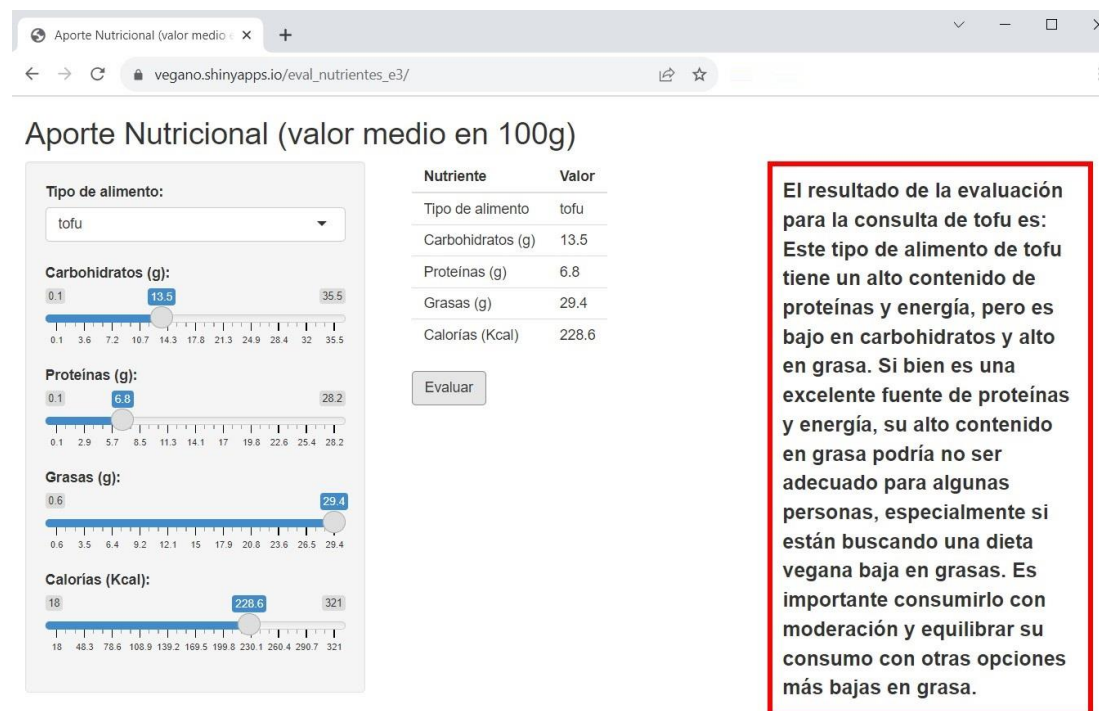 Aporte Nutricional (valor medio e
vegano.shinyapps.io/eval_nutrientes_e3/
Aporte Nutricional (valor medio en 100g)
Tipo de alimento:
tofu
Carbohidratos (g):
0.1 13.5 35.5
0.1 3.6 7.2 10.7 14.3 17.8 21.3 24.9 28.4 32 35.5
Proteínas (g):
0.1 6.8 28.2
0.1 2.9 5.7 8.5 11.3 14.1 17 19.8 22.6 25.4 28.2
Grasas (g):
0.6 29.4
0.6 3.5 6.4 9.2 12.1 15 17.9 20.8 23.6 26.5 29.4
Calorías (Kcal):
18 228.6 321
18 48.3 78.6 108.9 139.2 169.5 199.8 230.1 260.4 290.7 321
Nutriente Valor
Tipo de alimento tofu
Carbohidratos (g) 13.5
Proteínas (g) 6.8
Grasas (g) 29.4
Calorías (Kcal) 228.6
Evaluar
El resultado de la evaluación
para la consulta de tofu es:
Este tipo de alimento de tofu
tiene un alto contenido de
proteínas y energía, pero es
bajo en carbohidratos y alto
en grasa. Si bien es una
excelente fuente de proteínas
y energía, su alto contenido
en grasa podría no ser
adecuado para algunas
personas, especialmente si
están buscando una dieta
vegana baja en grasas. Es
importante consumirlo con
moderación y equilibrar su
consumo con otras opciones
más bajas en grasa.